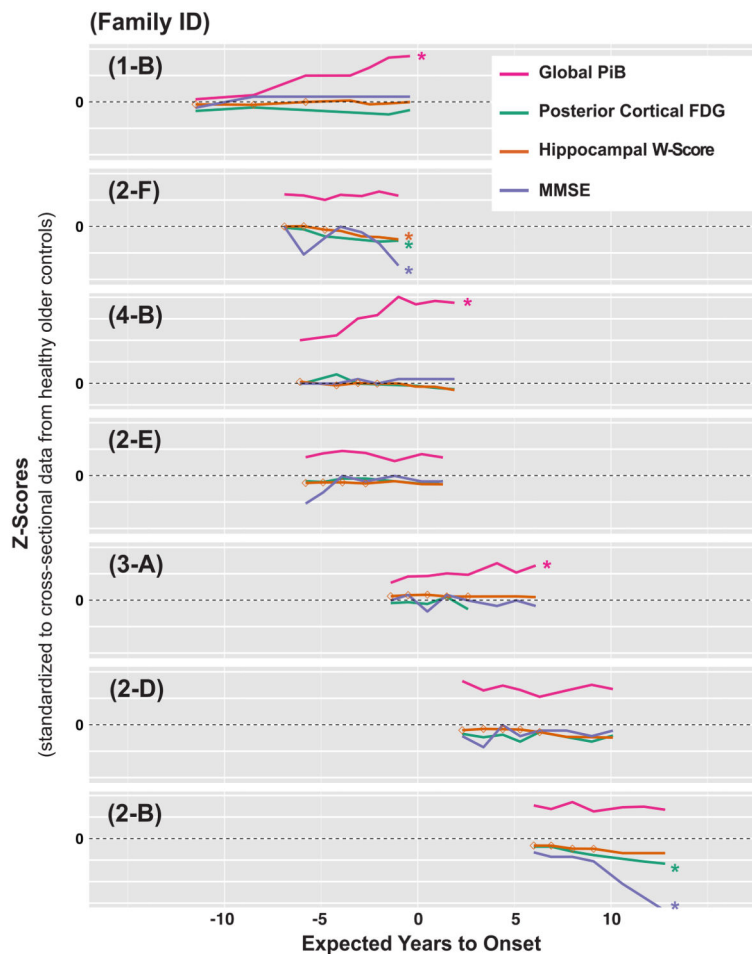 (Family ID)
(1-B)
*
0
Global PiB
Posterior Cortical FDG
Hippocampal W-Score
MMSE
(2-F)
0
*
*
*
(4-B)
*
0
(2-E)
0
(3-A)
*
0
(2-D)
0
(2-B)
0
*
*
Z-Scores
(standardized to cross-sectional data from healthy older controls)
-10 -5 0 5 10
Expected Years to Onset